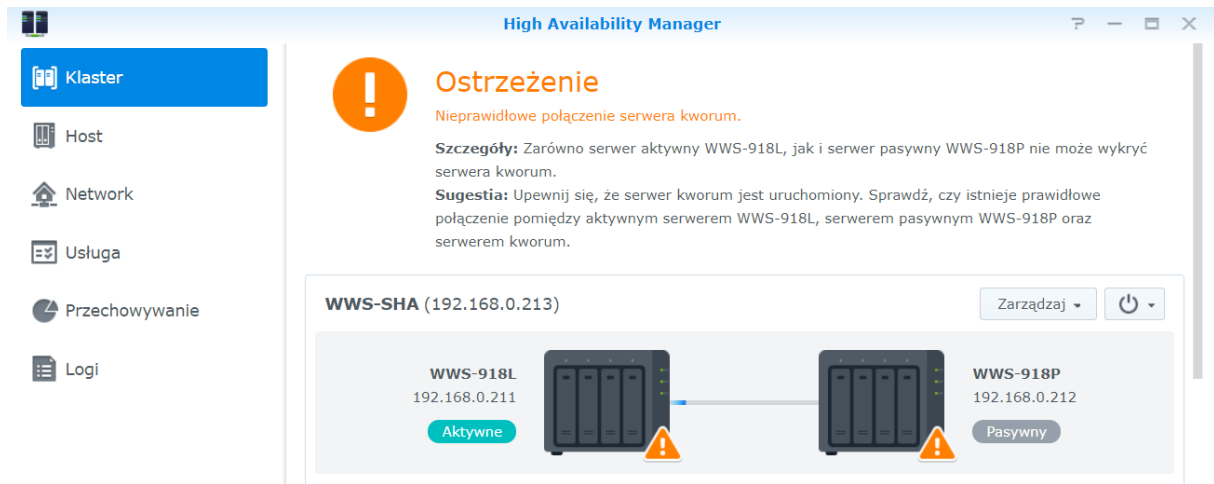 High Availability Manager
Klaster
Host
Network
Usługa
Przechowywanie
Logi
Ostrzeżenie
Nieprawidłowe połączenie serwera kworum.
Szczegóły: Zarówno serwer aktywny WWS-918L, jak i serwer pasywny WWS-918P nie może wykryć
serwera kworum.
Sugestia: Upewnij się, że serwer kworum jest uruchomiony. Sprawdź, czy istnieje prawidłowe
połączenie pomiędzy aktywnym serwerem WWS-918L, serwerem pasywnym WWS-918P oraz
serwerem kworum.
WWS-SHA (192.168.0.213)
Zarządzaj
WWS-918L
192.168.0.211
Aktywne
WWS-918P
192.168.0.212
Pasywny